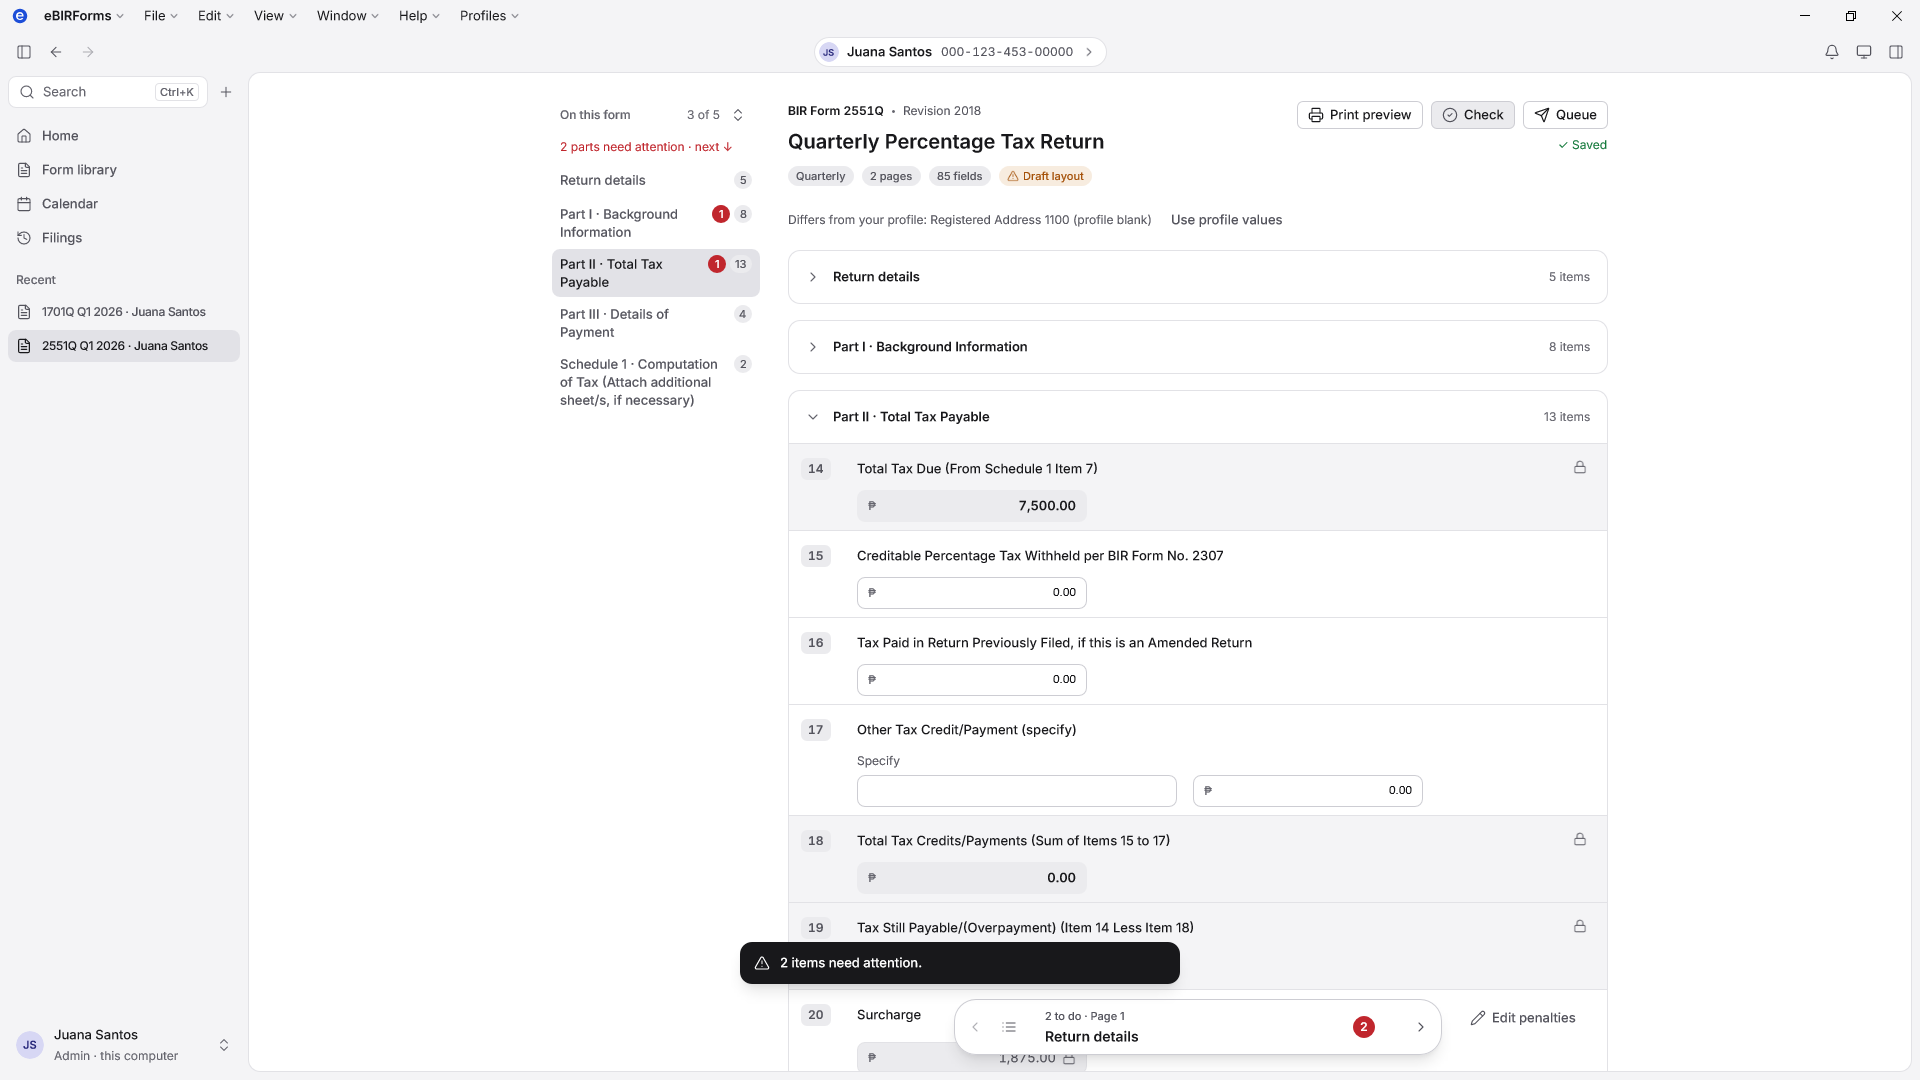 eBIRForms File Edit View Window Help Profiles
JS Juana Santos 000-123-453-00000
Search Ctrl+K
Home
Form library
Calendar
Filings
Recent
1701Q Q1 2026 · Juana Santos
2551Q Q1 2026 · Juana Santos
JS Juana Santos
Admin · this computer
On this form 3 of 5
2 parts need attention · next ↓
Return details 5
Part I · Background Information 1 8
Part II · Total Tax Payable 1 13
Part III · Details of Payment 4
Schedule 1 · Computation of Tax (Attach additional sheet/s, if necessary) 2
BIR Form 2551Q • Revision 2018
Quarterly Percentage Tax Return
Print preview Check Queue
Saved
Quarterly 2 pages 85 fields Draft layout
Differs from your profile: Registered Address 1100 (profile blank) Use profile values
Return details 5 items
Part I · Background Information 8 items
Part II · Total Tax Payable 13 items
14 Total Tax Due (From Schedule 1 Item 7)
₱ 7,500.00
15 Creditable Percentage Tax Withheld per BIR Form No. 2307
₱ 0.00
16 Tax Paid in Return Previously Filed, if this is an Amended Return
₱ 0.00
17 Other Tax Credit/Payment (specify)
Specify
₱ 0.00
18 Total Tax Credits/Payments (Sum of Items 15 to 17)
₱ 0.00
19 Tax Still Payable/(Overpayment) (Item 14 Less Item 18)
2 items need attention.
20 Surcharge
Edit penalties
₱ 1,875.00
2 to do · Page 1
Return details 2